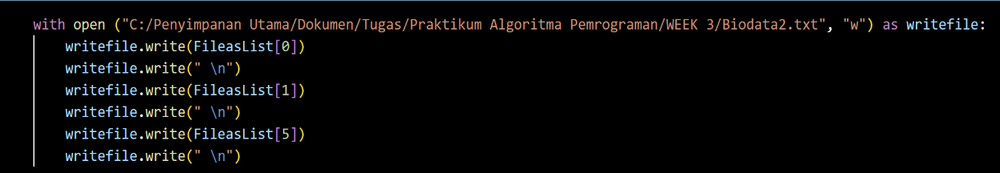 with open ("C:/Penyimpanan Utama/Dokumen/Tugas/Praktikum Algoritma Pemrograman/WEEK 3/Biodata2.txt", "w") as writefile:
    writefile.write(FileasList[0])
    writefile.write(" \n")
    writefile.write(FileasList[1])
    writefile.write(" \n")
    writefile.write(FileasList[5])
    writefile.write(" \n")